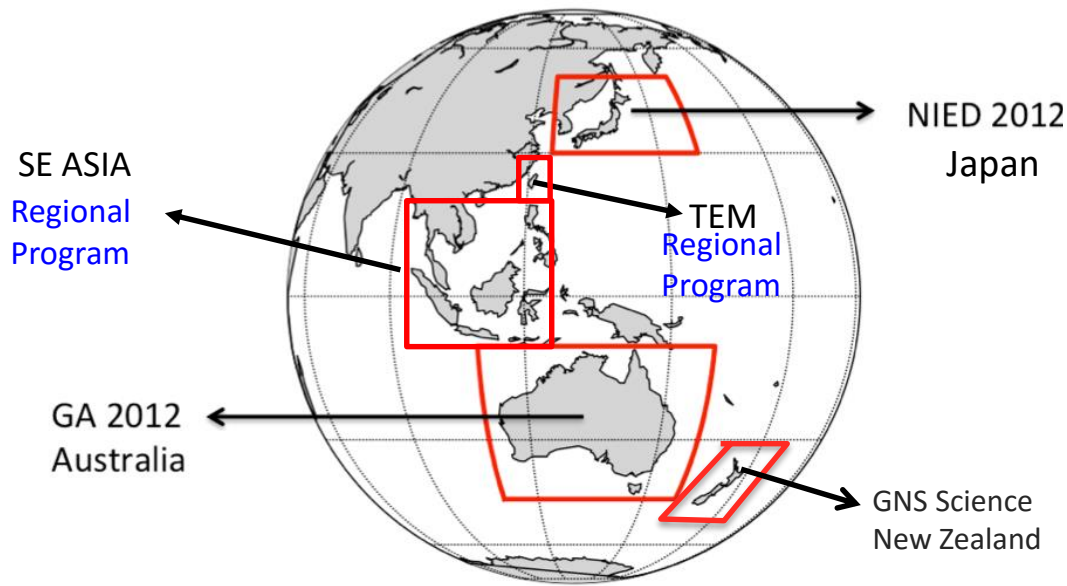 NIED 2012
Japan
SE ASIA
Regional
Program
TEM
Regional
Program
GA 2012
Australia
GNS Science
New Zealand